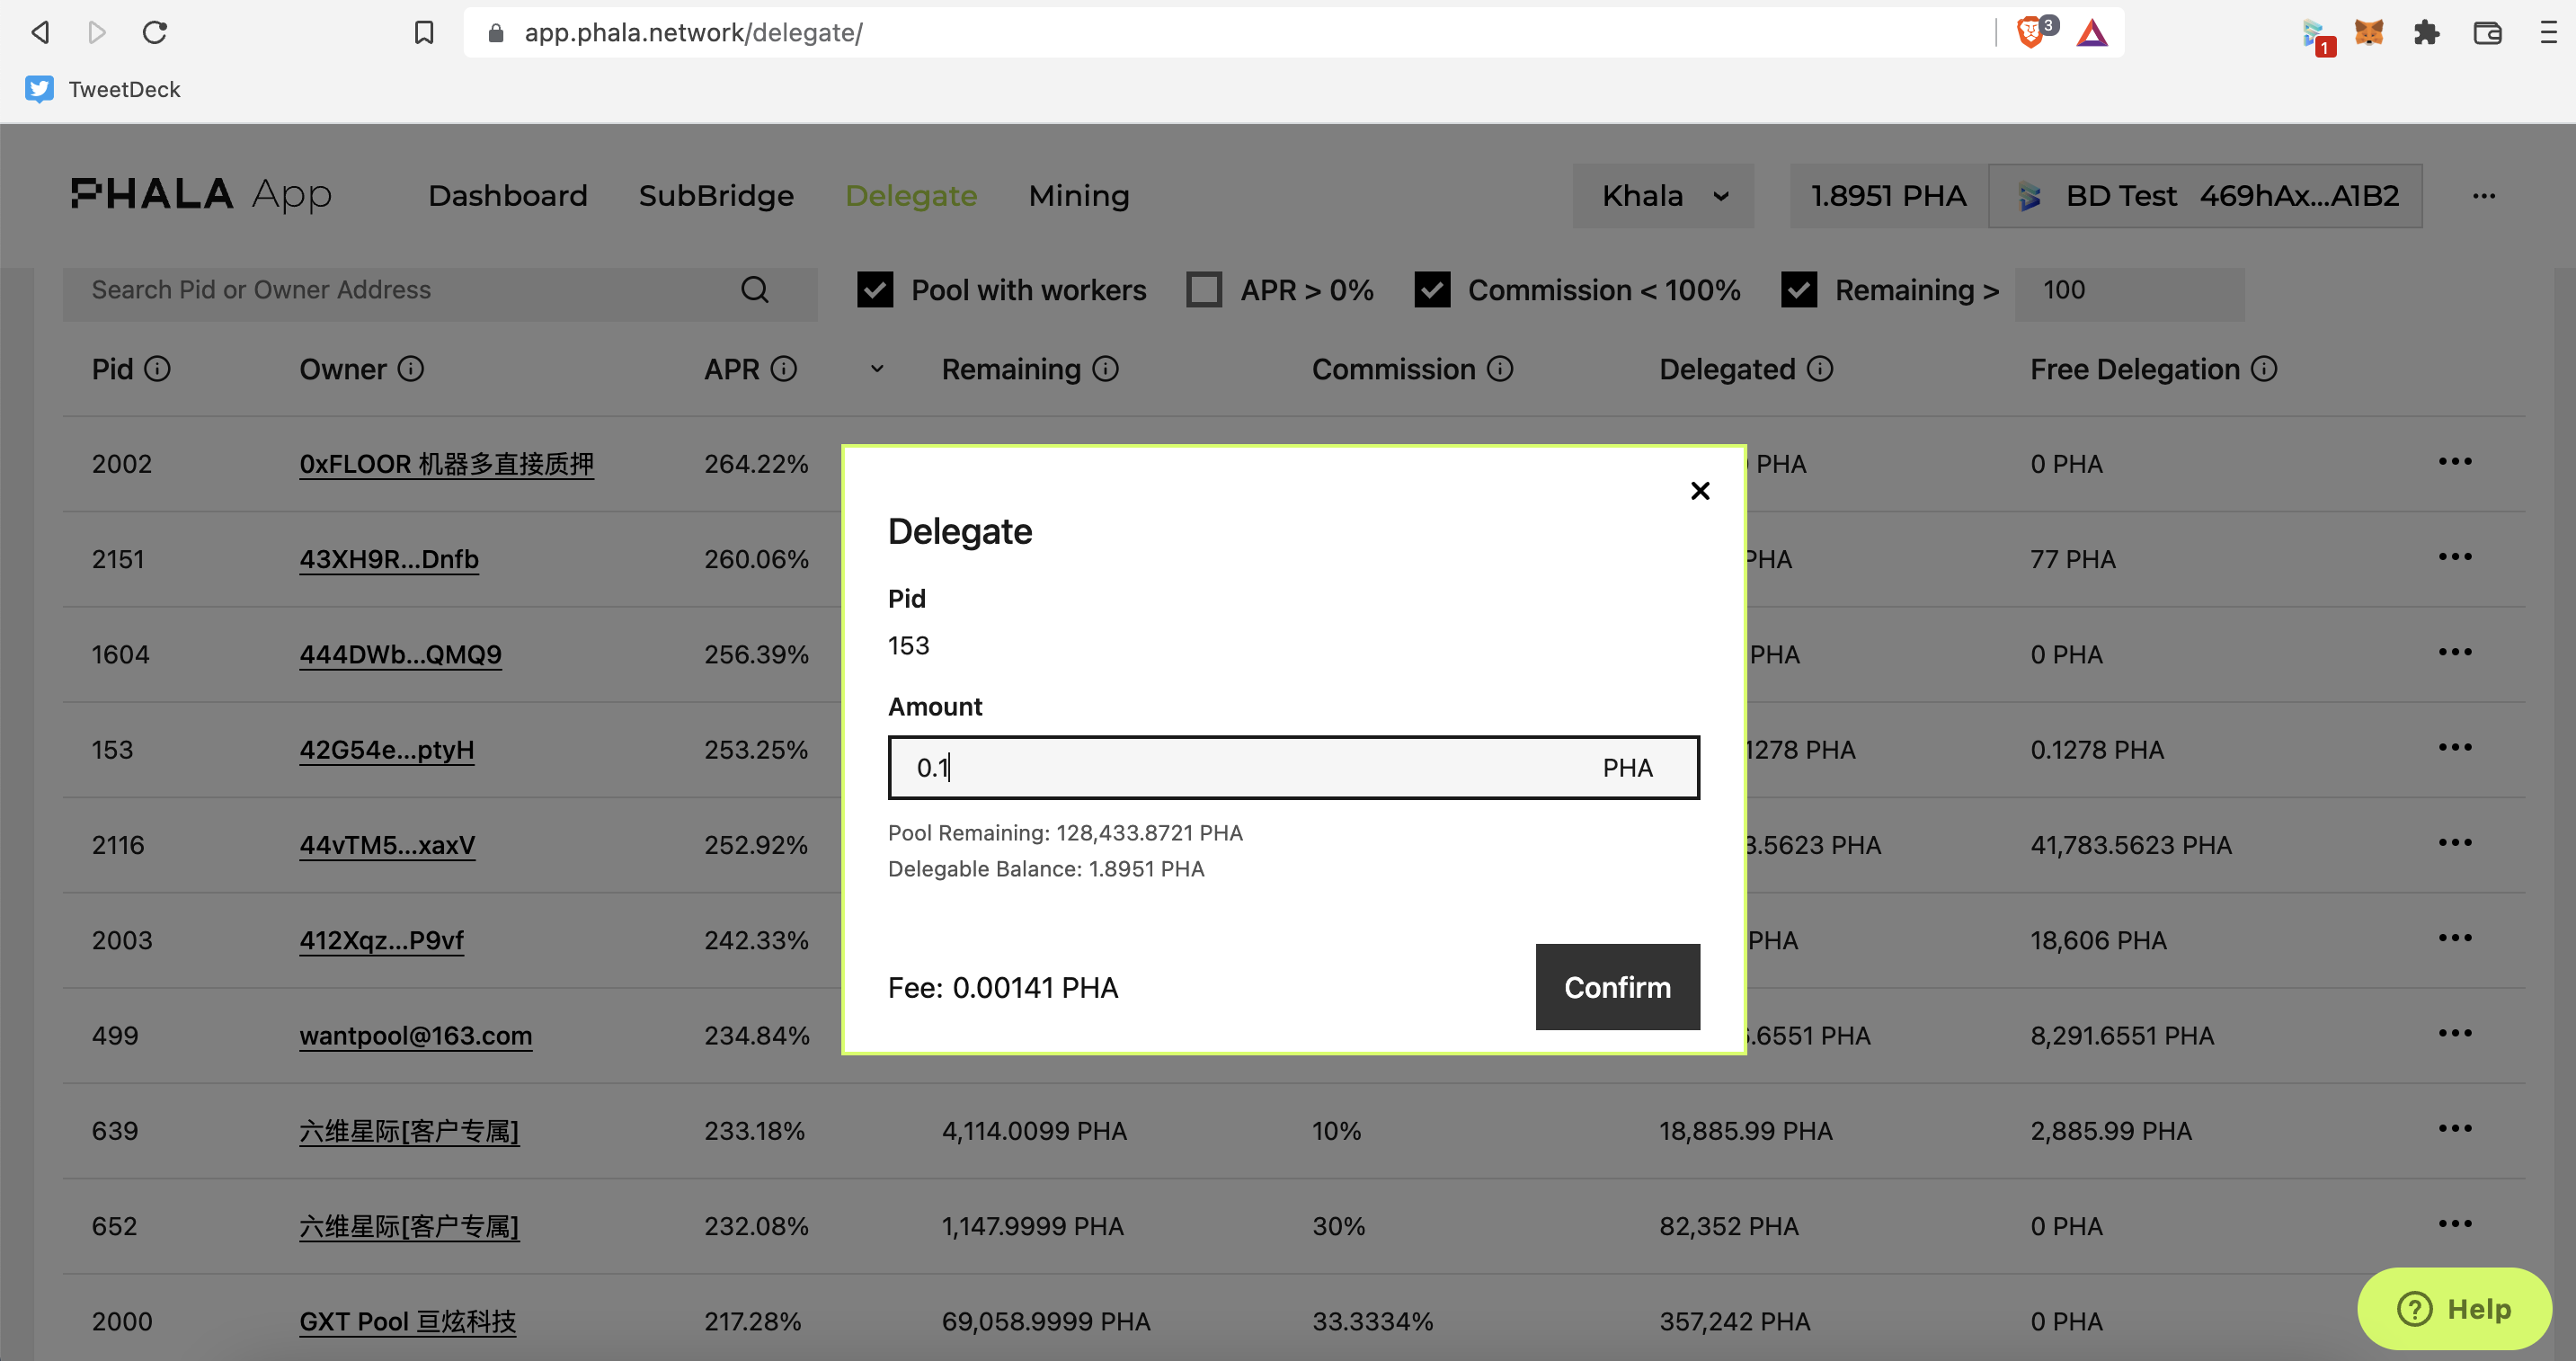 app.phala.network/delegate/
3
1
TweetDeck
PHALA App Dashboard SubBridge Delegate Mining Khala 1.8951 PHA BD Test 469hAx...A1B2 ...
Search Pid or Owner Address Pool with workers APR > 0% Commission < 100% Remaining > 100
Pid Owner APR Remaining Commission Delegated Free Delegation
2002 0xFLOOR 机器多直接质押 264.22% PHA 0 PHA
2151 43XH9R...Dnfb 260.06% PHA 77 PHA
1604 444DWb...QMQ9 256.39% PHA 0 PHA
153 42G54e...ptyH 253.25% 1278 PHA 0.1278 PHA
2116 44vTM5...xaxV 252.92% 3.5623 PHA 41,783.5623 PHA
2003 412Xqz...P9vf 242.33% PHA 18,606 PHA
499 wantpool@163.com 234.84% .6551 PHA 8,291.6551 PHA
639 六维星际[客户专属] 233.18% 4,114.0099 PHA 10% 18,885.99 PHA 2,885.99 PHA
652 六维星际[客户专属] 232.08% 1,147.9999 PHA 30% 82,352 PHA 0 PHA
2000 GXT Pool 亘炫科技 217.28% 69,058.9999 PHA 33.3334% 357,242 PHA 0 PHA
Delegate
Pid
153
Amount
0.1 PHA
Pool Remaining: 128,433.8721 PHA
Delegable Balance: 1.8951 PHA
Fee: 0.00141 PHA Confirm
Help